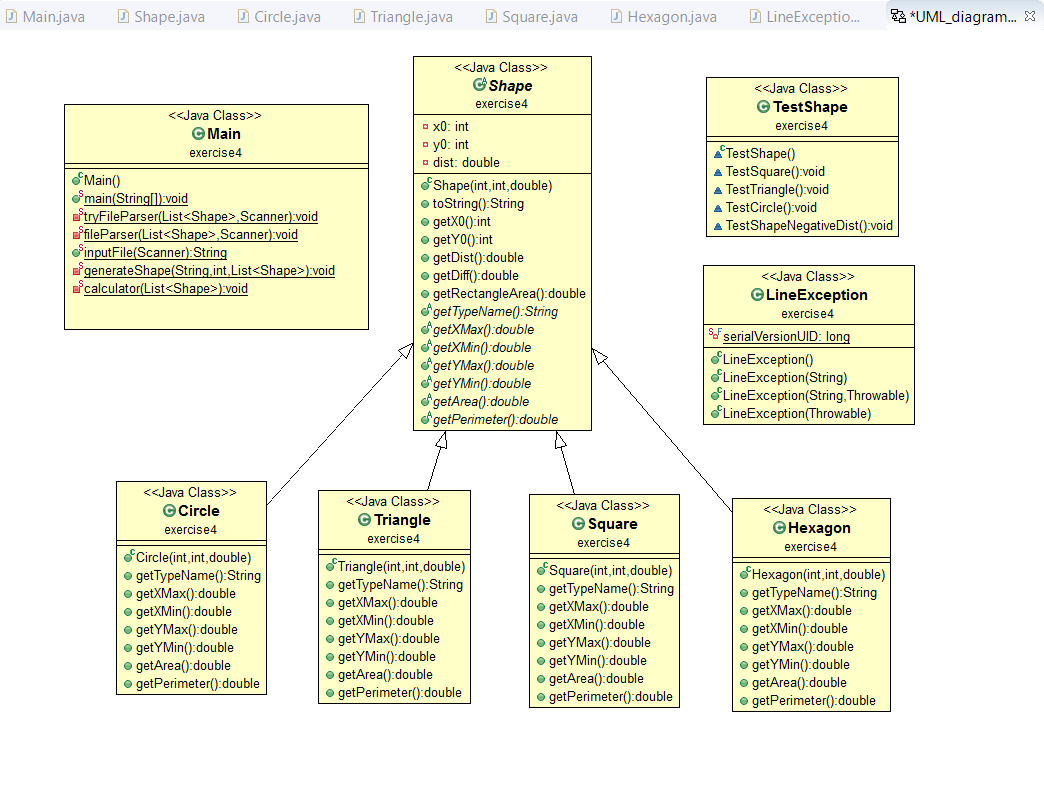 Main.java
Shape.java
Circle.java
Triangle.java
Square.java
Hexagon.java
LineExceptio...
*UML_diagram...
<<Java Class>>
Main
exercise4
Main()
main(String[]):void
tryFileParser(List<Shape>,Scanner):void
fileParser(List<Shape>,Scanner):void
inputFile(Scanner):String
generateShape(String,int,List<Shape>):void
calculator(List<Shape>):void
<<Java Class>>
Shape
exercise4
x0: int
y0: int
dist: double
Shape(int,int,double)
toString():String
getX0():int
getY0():int
getDist():double
getDiff():double
getRectangleArea():double
getTypeName():String
getXMax():double
getXMin():double
getYMax():double
getYMin():double
getArea():double
getPerimeter():double
<<Java Class>>
TestShape
exercise4
TestShape()
TestSquare():void
TestTriangle():void
TestCircle():void
TestShapeNegativeDist():void
<<Java Class>>
LineException
exercise4
serialVersionUID: long
LineException()
LineException(String)
LineException(String,Throwable)
LineException(Throwable)
<<Java Class>>
Circle
exercise4
Circle(int,int,double)
getTypeName():String
getXMax():double
getXMin():double
getYMax():double
getYMin():double
getArea():double
getPerimeter():double
<<Java Class>>
Triangle
exercise4
Triangle(int,int,double)
getTypeName():String
getXMax():double
getXMin():double
getYMax():double
getYMin():double
getArea():double
getPerimeter():double
<<Java Class>>
Square
exercise4
Square(int,int,double)
getTypeName():String
getXMax():double
getXMin():double
getYMax():double
getYMin():double
getArea():double
getPerimeter():double
<<Java Class>>
Hexagon
exercise4
Hexagon(int,int,double)
getTypeName():String
getXMax():double
getXMin():double
getYMax():double
getYMin():double
getArea():double
getPerimeter():double